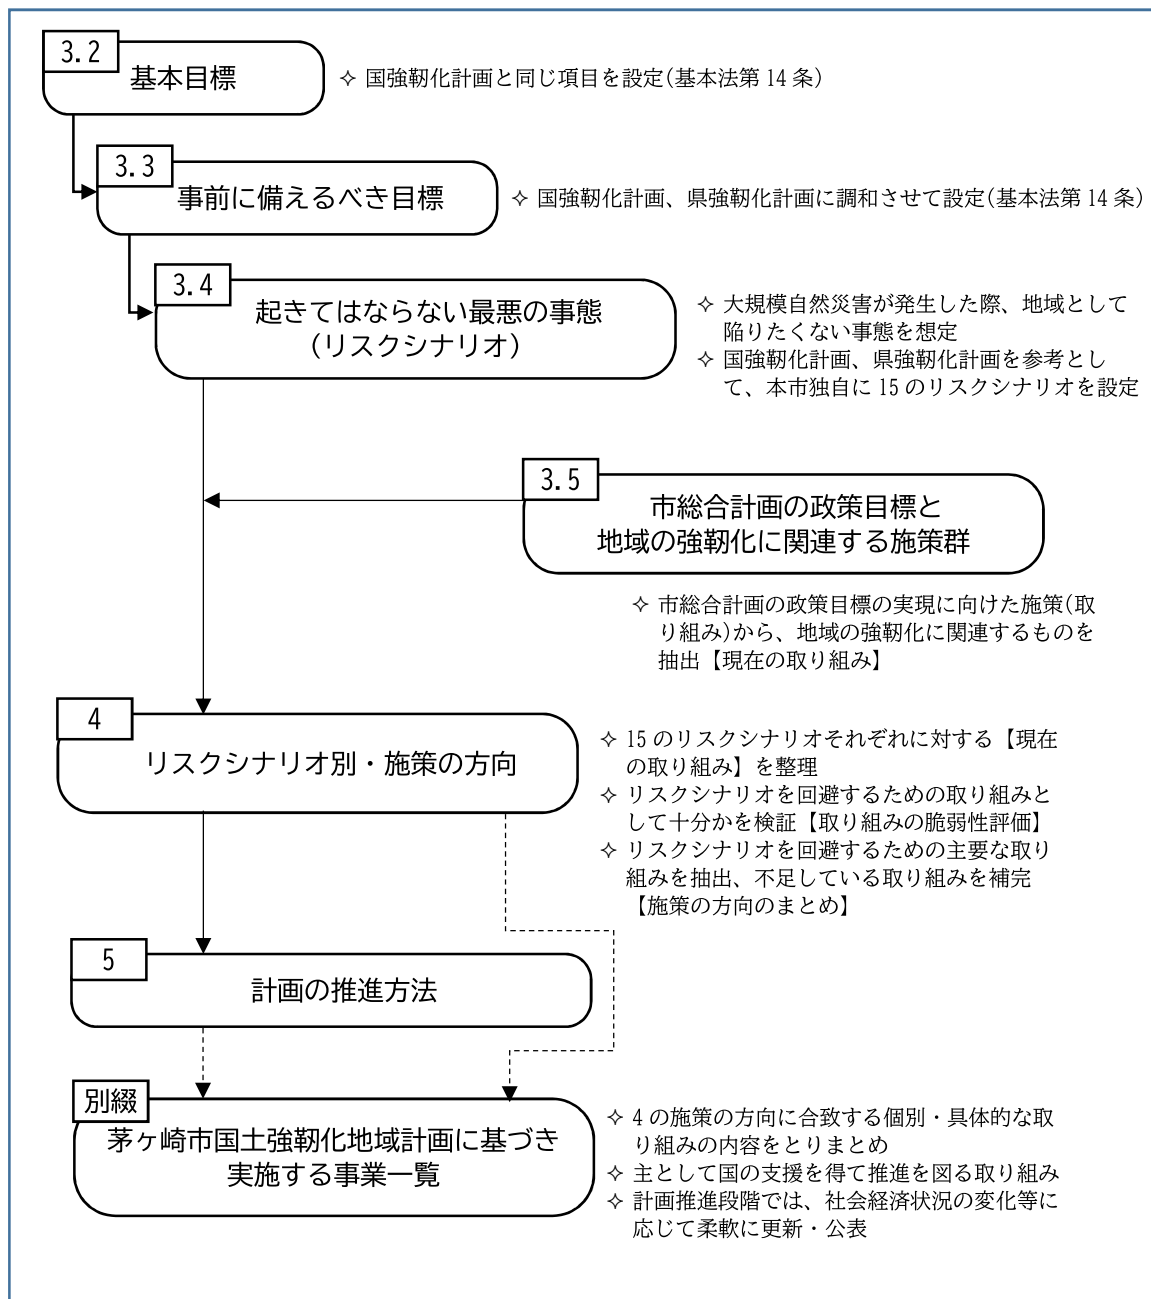 3.2
基本目標
✧ 国強靭化計画と同じ項目を設定(基本法第 14 条)
3.3
事前に備えるべき目標
✧ 国強靭化計画、県強靭化計画に調和させて設定(基本法第 14 条)
3.4
起きてはならない最悪の事態
(リスクシナリオ)
✧ 大規模自然災害が発生した際、地域として
陥りたくない事態を想定
✧ 国強靭化計画、県強靭化計画を参考とし
て、本市独自に 15 のリスクシナリオを設定
3.5
市総合計画の政策目標と
地域の強靭化に関連する施策群
✧ 市総合計画の政策目標の実現に向けた施策(取
り組み)から、地域の強靭化に関連するものを
抽出【現在の取り組み】
4
リスクシナリオ別・施策の方向
✧ 15 のリスクシナリオそれぞれに対する【現在
の取り組み】を整理
✧ リスクシナリオを回避するための取り組みと
して十分かを検証【取り組みの脆弱性評価】
✧ リスクシナリオを回避するための主要な取り
組みを抽出、不足している取り組みを補完
【施策の方向のまとめ】
5
計画の推進方法
別綴
茅ヶ崎市国土強靭化地域計画に基づき
実施する事業一覧
✧ 4 の施策の方向に合致する個別・具体的な取
り組みの内容をとりまとめ
✧ 主として国の支援を得て推進を図る取り組み
✧ 計画推進段階では、社会経済状況の変化等に
応じて柔軟に更新・公表